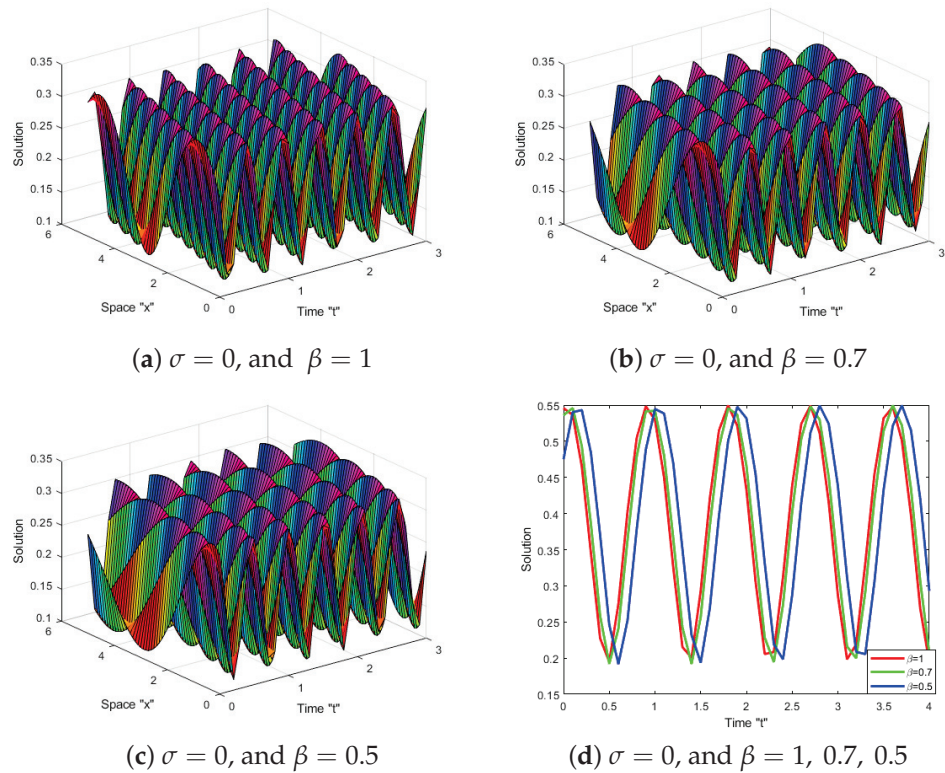 0.35
0.3
0.25
0.2
0.15
0.1
Solution
6
4
2
0
Space "x"
0
1
2
3
Time "t"
(a) σ = 0, and β = 1
0.35
0.3
0.25
0.2
0.15
0.1
Solution
6
4
2
0
Space "x"
0
1
2
3
Time "t"
(b) σ = 0, and β = 0.7
0.35
0.3
0.25
0.2
0.15
0.1
Solution
6
4
2
0
Space "x"
0
1
2
3
Time "t"
(c) σ = 0, and β = 0.5
0.55
0.5
0.45
0.4
0.35
0.3
0.25
0.2
0.15
Solution
0 0.5 1 1.5 2 2.5 3 3.5 4
Time "t"
β=1
β=0.7
β=0.5
(d) σ = 0, and β = 1, 0.7, 0.5